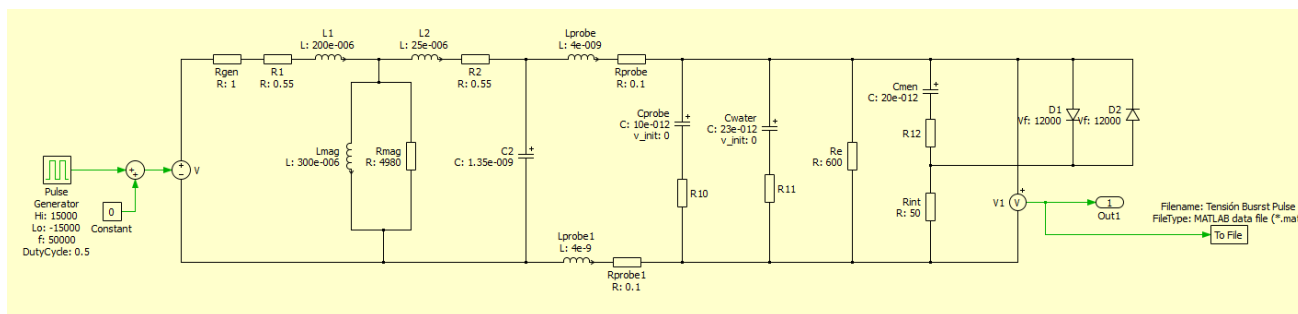 L1
L: 200e-006
L2
L: 25e-006
Lprobe
L: 4e-009
Rgen
R: 1
R1
R: 0.55
R2
R: 0.55
Rprobe
R: 0.1
Cmen
C: 20e-012
D1
Vf: 12000
D2
Vf: 12000
Cprobe
C: 10e-012
v_init: 0
Cwater
C: 23e-012
v_init: 0
R12
Lmag
L: 300e-006
Rmag
R: 4980
C2
C: 1.35e-009
Re
R: 600
V
Pulse
Generator
Hi: 15000
Lo: -15000
f: 50000
DutyCycle: 0.5
0
Constant
R10
R11
Rint
R: 50
V1
V
1
Out1
Filename: Tensión Busrst Pulse
FileType: MATLAB data file (*.mat
To File
Lprobe1
L: 4e-9
Rprobe1
R: 0.1